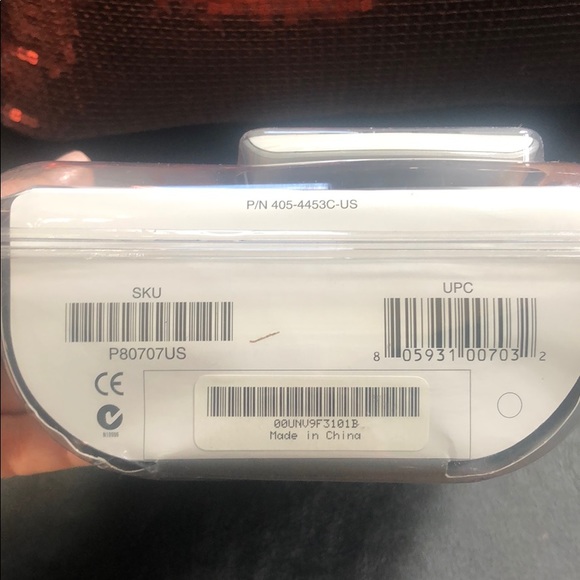 P/N 405-4453C-US
SKU
UPC
P80707US
8 05931 00703 2
CE
00UNV9F3101B
Made in China